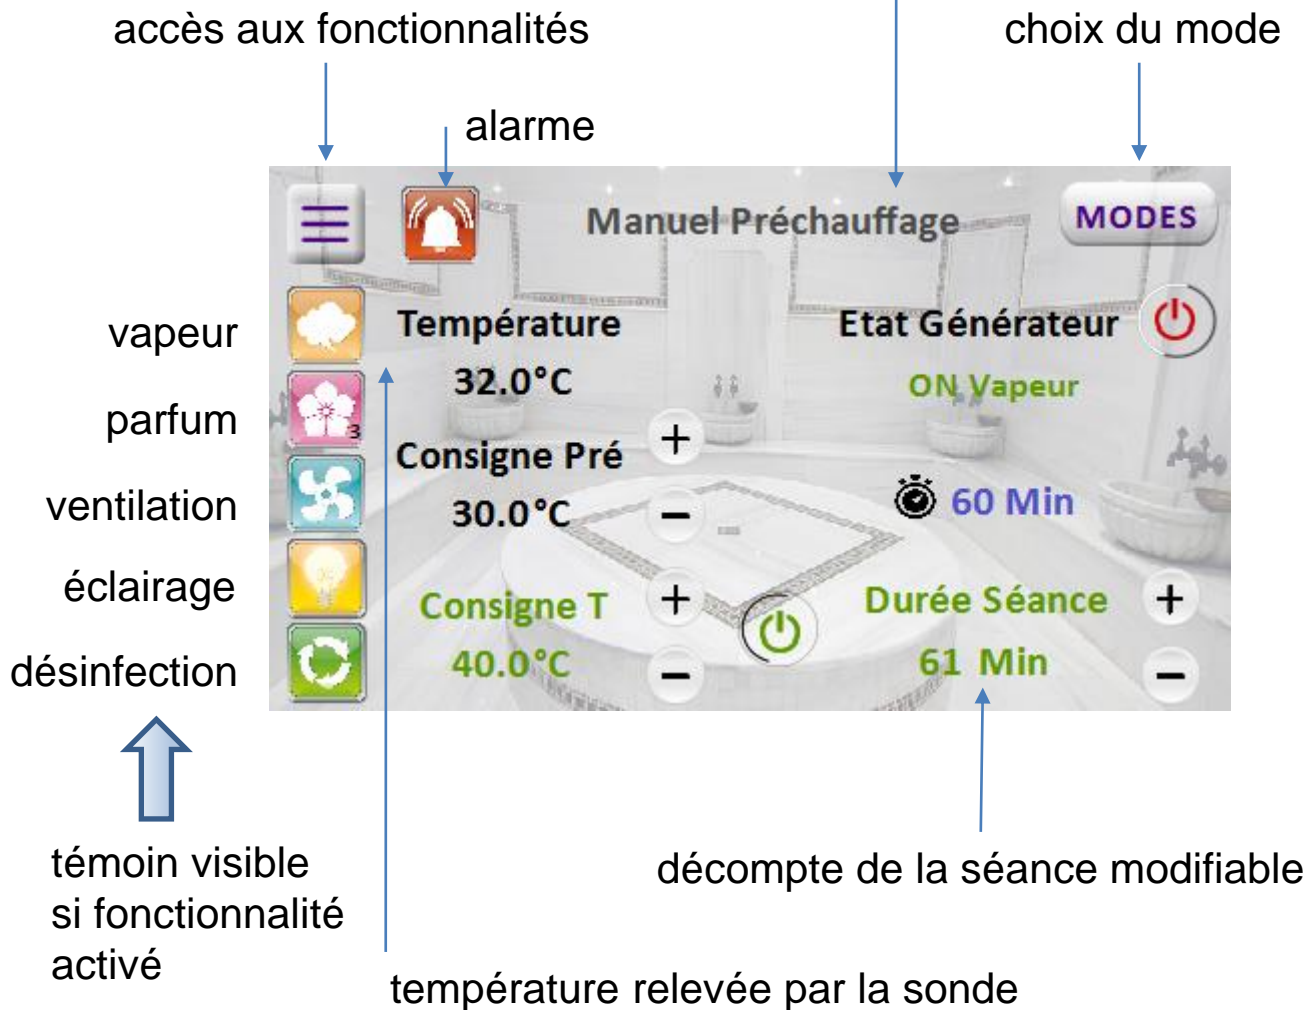 accès aux fonctionnalités
choix du mode
alarme
Manuel Préchauffage
MODES
vapeur
Température
Etat Générateur
32.0°C
ON Vapeur
parfum
3
Consigne Pré
+
ventilation
30.0°C
−
60 Min
éclairage
Consigne T
+
Durée Séance
+
désinfection
40.0°C
−
61 Min
−
témoin visible
si fonctionnalité
activé
décompte de la séance modifiable
température relevée par la sonde